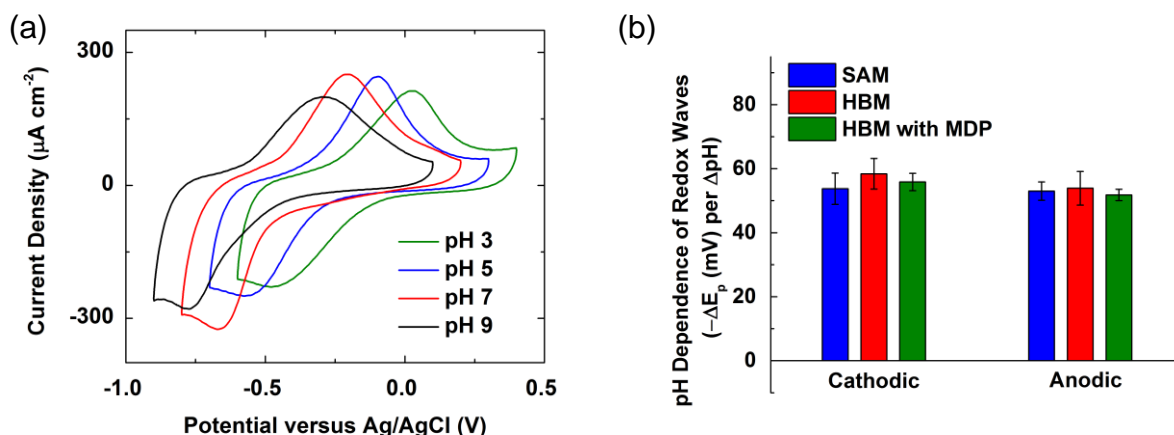 (a)
Current Density (µA cm⁻²)
300
0
-300
-1.0
-0.5
0.0
0.5
Potential versus Ag/AgCl (V)
pH 3
pH 5
pH 7
pH 9
(b)
pH Dependence of Redox Waves
(−ΔEₚ (mV) per ΔpH)
80
60
40
20
0
SAM
HBM
HBM with MDP
Cathodic
Anodic